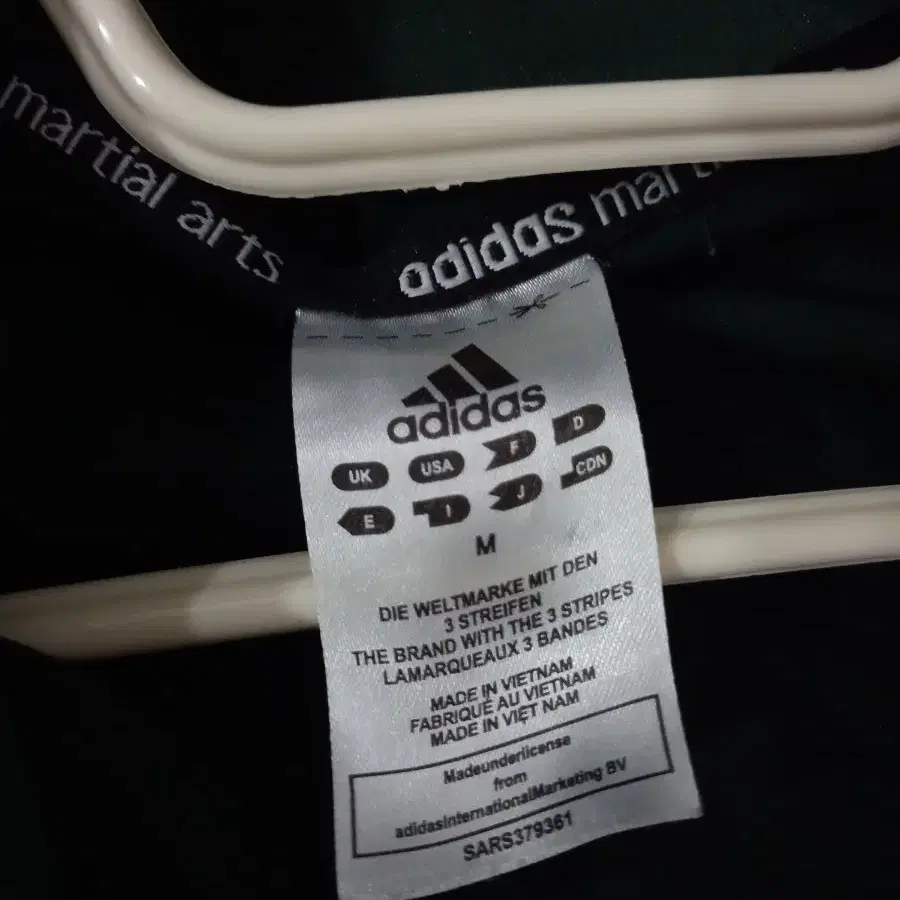 martial arts
adidas mar
adidas
UK USA F D
E I J CDN
M
DIE WELTMARKE MIT DEN
3 STREIFEN
THE BRAND WITH THE 3 STRIPES
LAMARQUEAUX 3 BANDES
MADE IN VIETNAM
FABRIQUÉ AU VIETNAM
MADE IN VIỆT NAM
Madeunderlicense
from
adidasInternationalMarketing BV
SARS379361